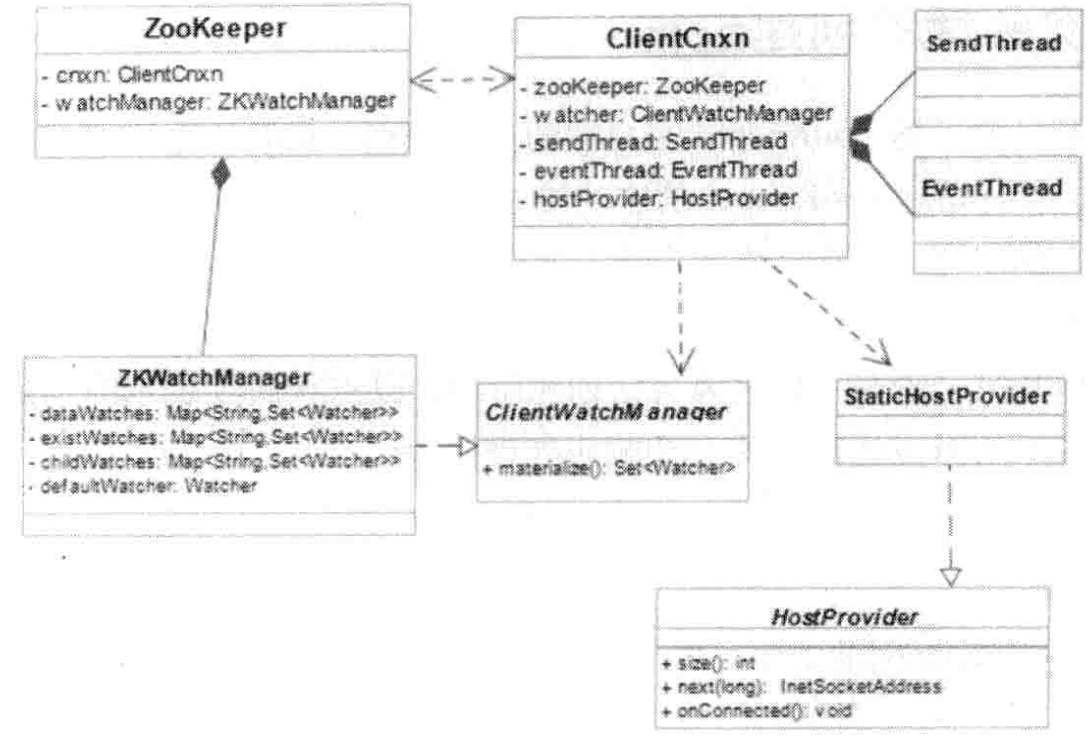 ZooKeeper
- cnxn: ClientCnxn
- watchManager: ZKWatchManager
ClientCnxn
- zooKeeper: ZooKeeper
- watcher: ClientWatchManager
- sendThread: SendThread
- eventThread: EventThread
- hostProvider: HostProvider
SendThread
EventThread
ZKWatchManager
- dataWatches: Map<String,Set<Watcher>>
- existWatches: Map<String,Set<Watcher>>
- childWatches: Map<String,Set<Watcher>>
- defaultWatcher: Watcher
ClientWatchManager
+ materialize(): Set<Watcher>
StaticHostProvider
HostProvider
+ size(): int
+ next(long): InetSocketAddress
+ onConnected(): void